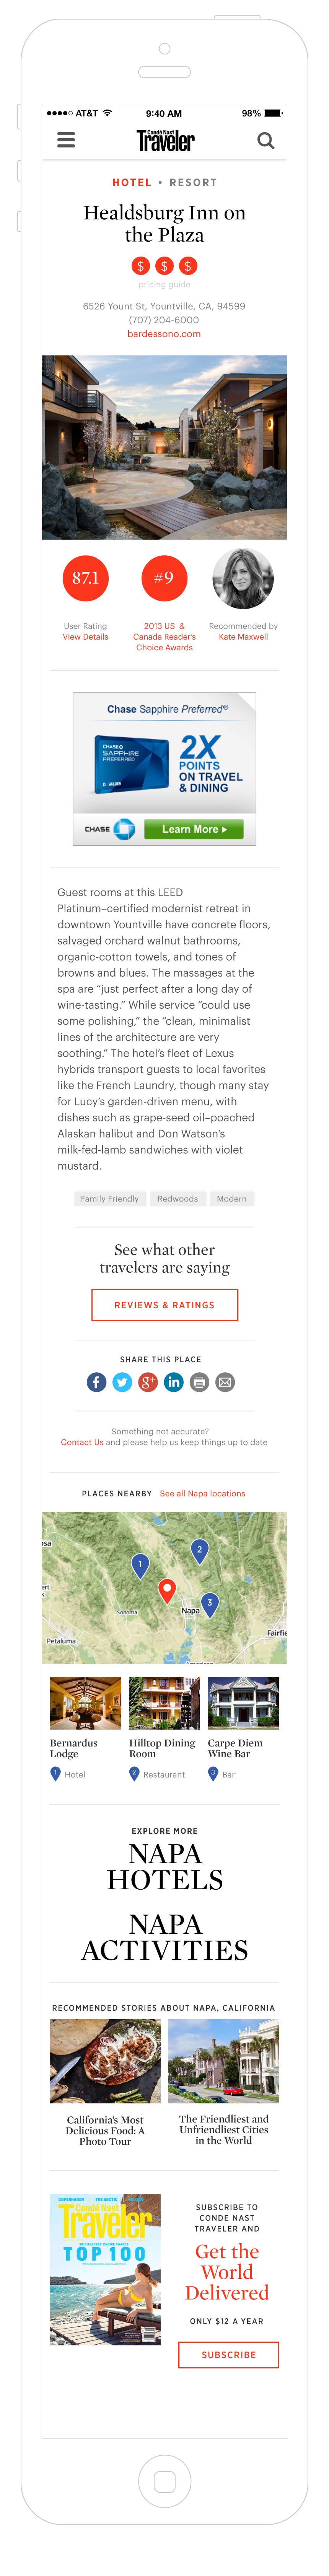 AT&T 9:40 AM 98%
Condé Nast
Traveler
HOTEL • RESORT
Healdsburg Inn on
the Plaza
$ $ $
pricing guide
6526 Yount St, Yountville, CA, 94599
(707) 204-6000
bardessono.com
87.1 #9
User Rating
View Details
2013 US &
Canada Reader's
Choice Awards
Recommended by
Kate Maxwell
Chase Sapphire Preferred®
CHASE
SAPPHIRE
PREFERRED
D. WILDEN
2X
POINTS
ON TRAVEL
& DINING
CHASE Learn More
Guest rooms at this LEED
Platinum–certified modernist retreat in
downtown Yountville have concrete floors,
salvaged orchard walnut bathrooms,
organic-cotton towels, and tones of
browns and blues. The massages at the
spa are “just perfect after a long day of
wine-tasting.” While service “could use
some polishing,” the “clean, minimalist
lines of the architecture are very
soothing.” The hotel’s fleet of Lexus
hybrids transport guests to local favorites
like the French Laundry, though many stay
for Lucy’s garden-driven menu, with
dishes such as grape-seed oil–poached
Alaskan halibut and Don Watson’s
milk-fed-lamb sandwiches with violet
mustard.
Family Friendly Redwoods Modern
See what other
travelers are saying
REVIEWS & RATINGS
SHARE THIS PLACE
f g+ in
Something not accurate?
Contact Us and please help us keep things up to date
PLACES NEARBY See all Napa locations
1 2 3
Sonoma
Napa
Petaluma
Fairfie
Bernardus
Lodge
1 Hotel
Hilltop Dining
Room
2 Restaurant
Carpe Diem
Wine Bar
3 Bar
EXPLORE MORE
NAPA
HOTELS
NAPA
ACTIVITIES
RECOMMENDED STORIES ABOUT NAPA, CALIFORNIA
California’s Most
Delicious Food: A
Photo Tour
The Friendliest and
Unfriendliest Cities
in the World
COPENHAGEN THE ARCTIC
Condé Nast
Traveler
TOP 100
SUBSCRIBE TO
CONDE NAST
TRAVELER AND
Get the
World
Delivered
ONLY $12 A YEAR
SUBSCRIBE